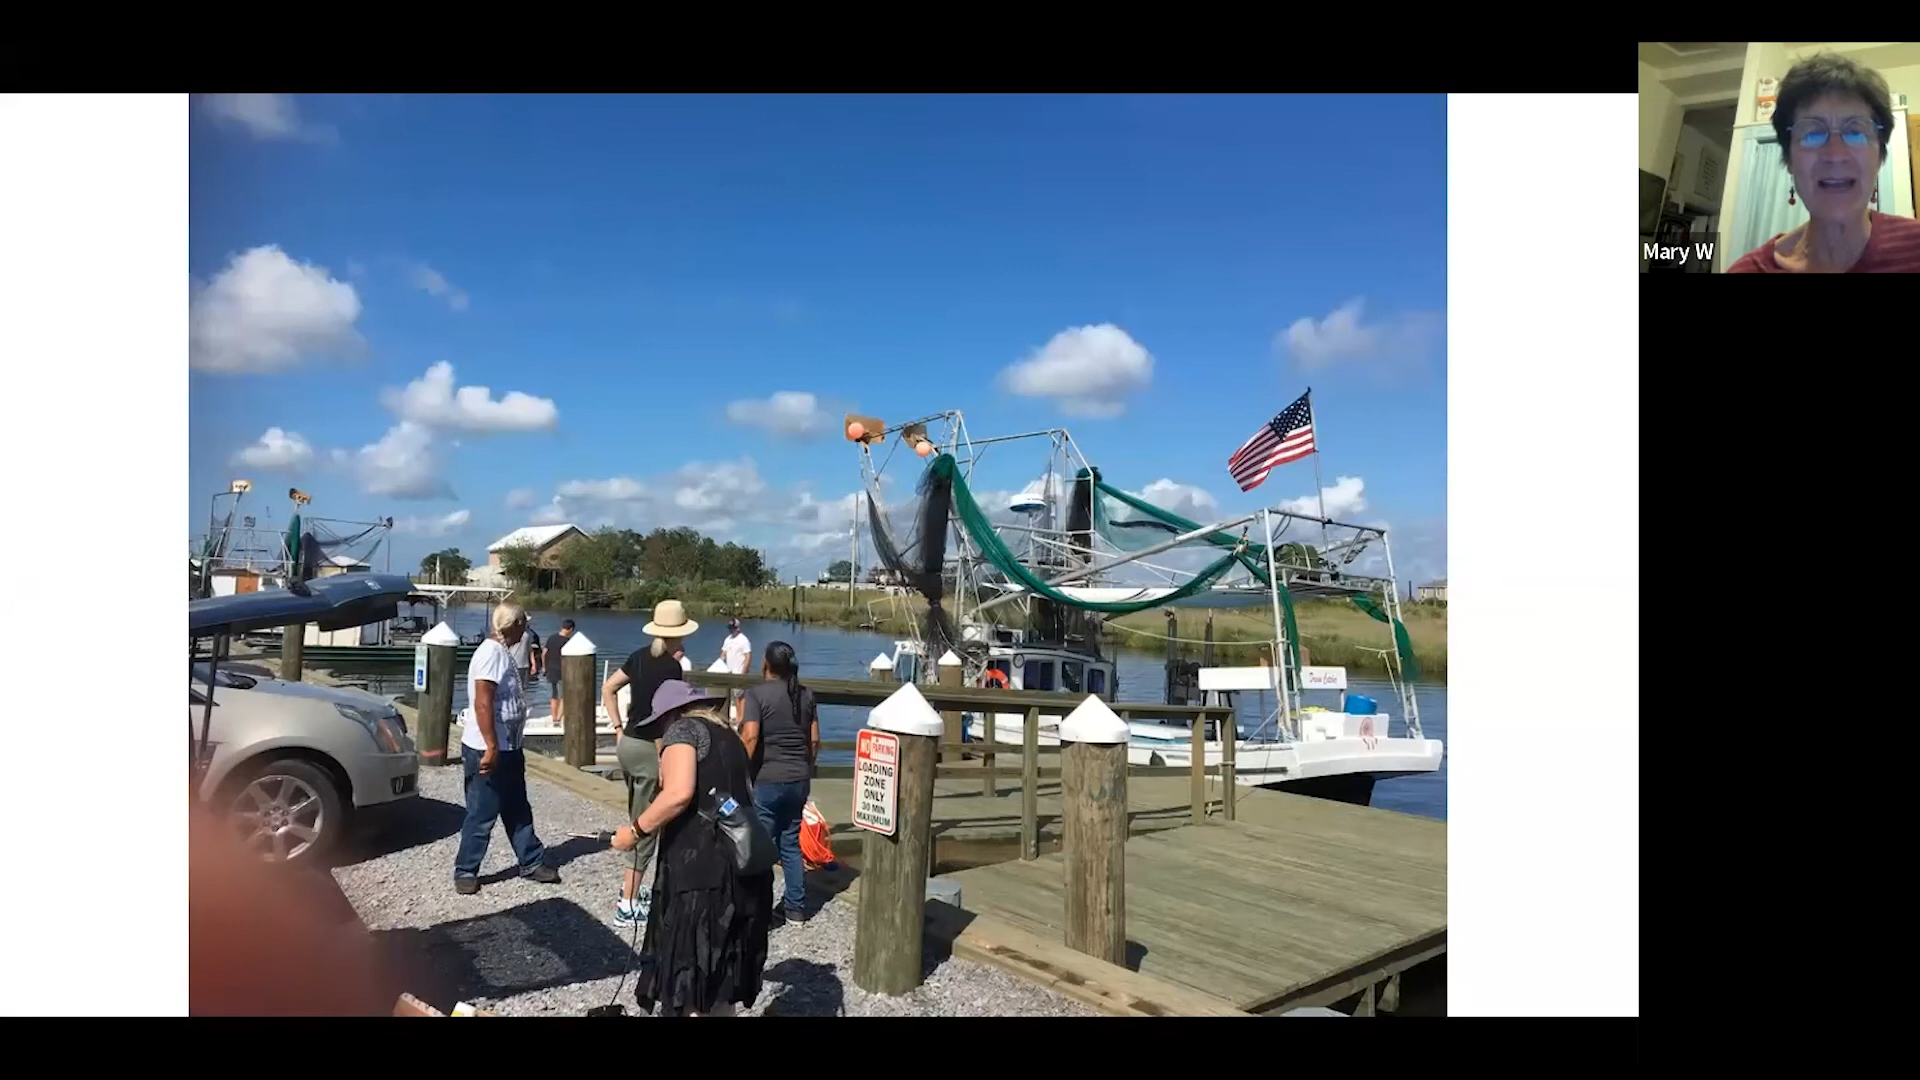 Mary W
NO PARKING
LOADING
ZONE
ONLY
30 MIN
MAXIMUM